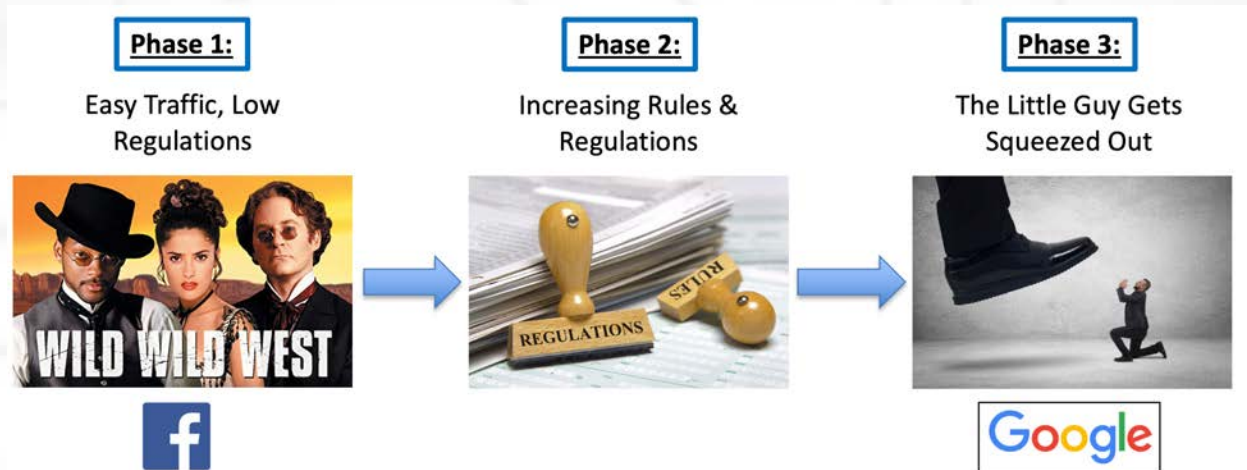 Phase 1:
Easy Traffic, Low
Regulations
WILD WILD WEST
f
Phase 2:
Increasing Rules &
Regulations
REGULATIONS
RULES
Phase 3:
The Little Guy Gets
Squeezed Out
Google